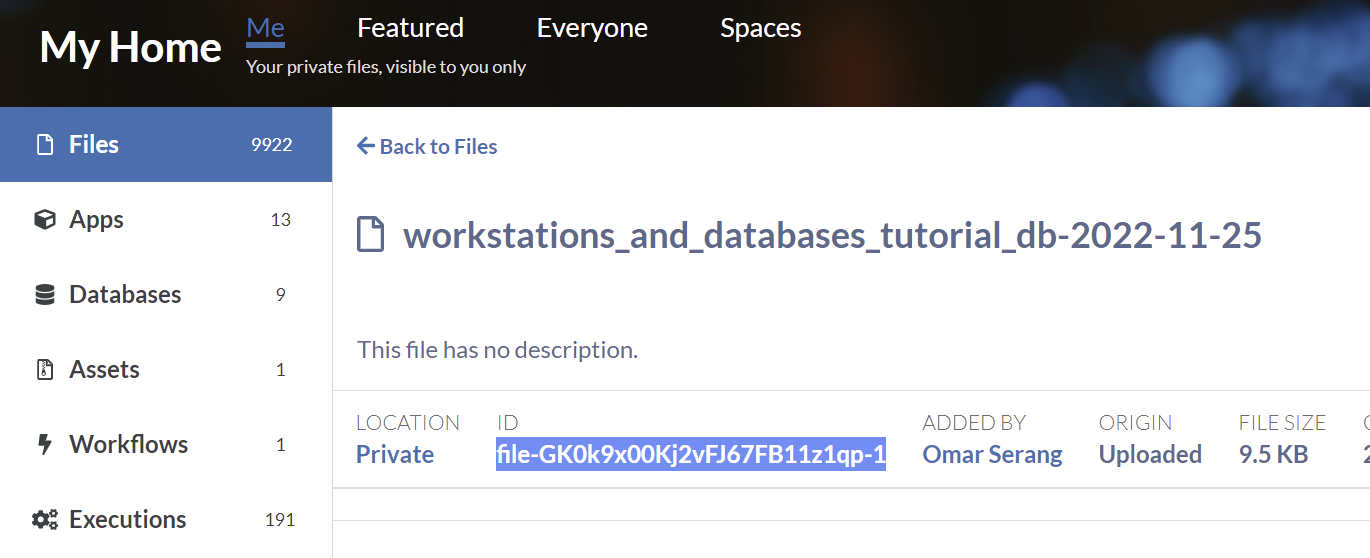 My Home
Me Featured Everyone Spaces
Your private files, visible to you only
Files 9922
Apps 13
Databases 9
Assets 1
Workflows 1
Executions 191
Back to Files
workstations_and_databases_tutorial_db-2022-11-25
This file has no description.
LOCATION ID ADDED BY ORIGIN FILE SIZE
Private file-GK0k9x00Kj2vFJ67FB11z1qp-1 Omar Serang Uploaded 9.5 KB